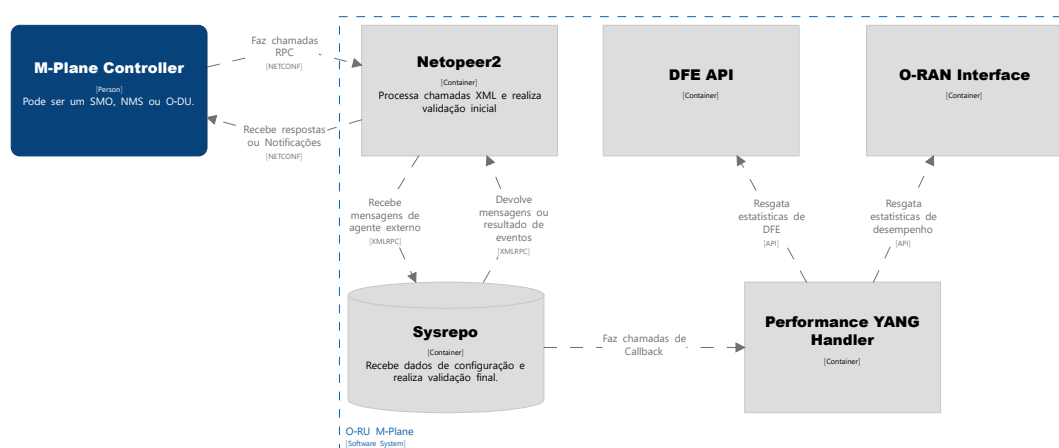 M-Plane Controller
[Person]
Pode ser um SMO, NMS ou O-DU.
Faz chamadas
RPC
[NETCONF]
Recebe respostas
ou Notificações
[NETCONF]
Netopeer2
[Container]
Processa chamadas XML e realiza
validação inicial
DFE API
[Container]
O-RAN Interface
[Container]
Recebe
mensagens de
agente externo
[XMLRPC]
Devolve
mensagens ou
resultado de
eventos
[XMLRPC]
Resgata
estatísticas de
DFE
[API]
Resgata
estatísticas de
desempenho
[API]
Sysrepo
[Container]
Recebe dados de configuração e
realiza validação final.
Faz chamadas de
Callback
Performance YANG
Handler
[Container]
O-RU M-Plane
[Software System]